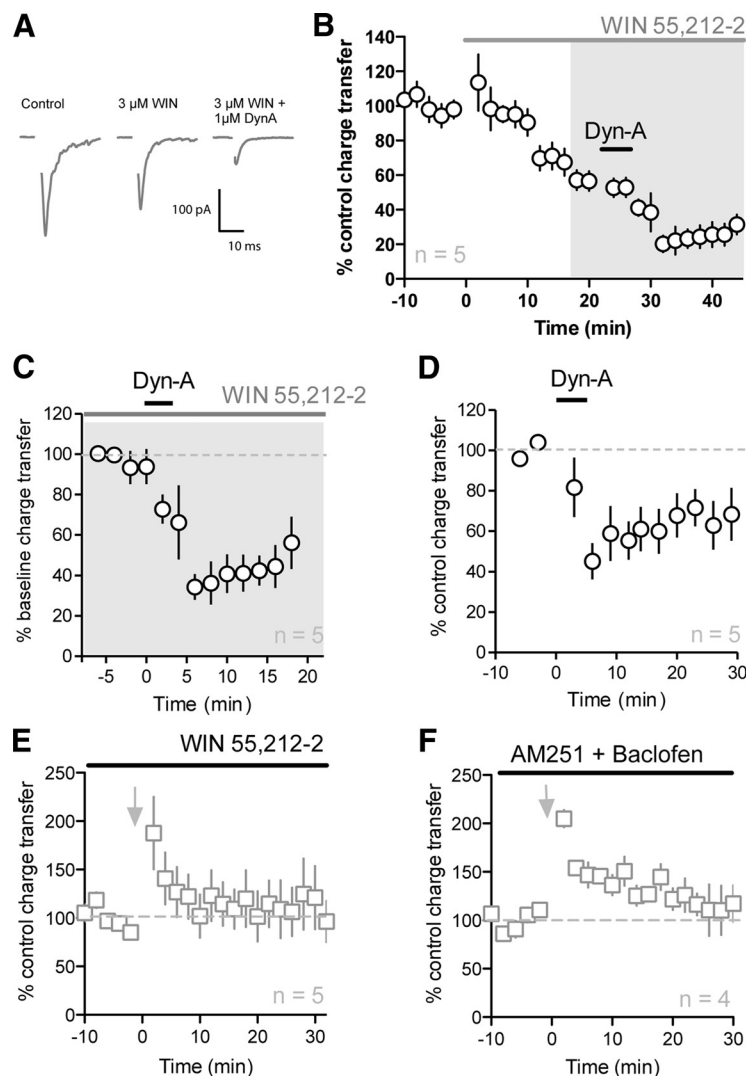 A
Control
3 µM WIN
3 µM WIN +
1µM DynA
100 pA
10 ms
B
WIN 55,212-2
Dyn-A
% control charge transfer
140
120
100
80
60
40
20
0
n = 5
-10 0 10 20 30 40
Time (min)
C
Dyn-A
WIN 55,212-2
% baseline charge transfer
120
100
80
60
40
20
0
n = 5
-5 0 5 10 15 20
Time (min)
D
Dyn-A
% control charge transfer
120
100
80
60
40
20
0
n = 5
-10 0 10 20 30
Time (min)
E
WIN 55,212-2
% control charge transfer
250
200
150
100
50
0
n = 5
-10 0 10 20 30
Time (min)
F
AM251 + Baclofen
% control charge transfer
250
200
150
100
50
0
n = 4
-10 0 10 20 30
Time (min)